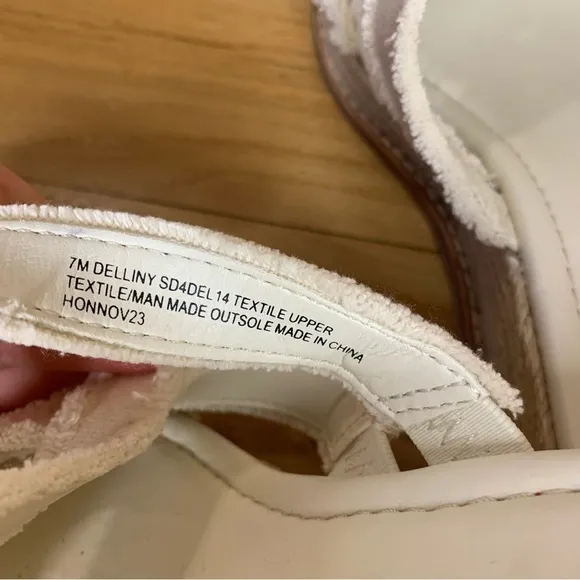 7M DELLINY SD4DEL14 TEXTILE UPPER
TEXTILE/MAN MADE OUTSOLE MADE IN CHINA
HONNOV23